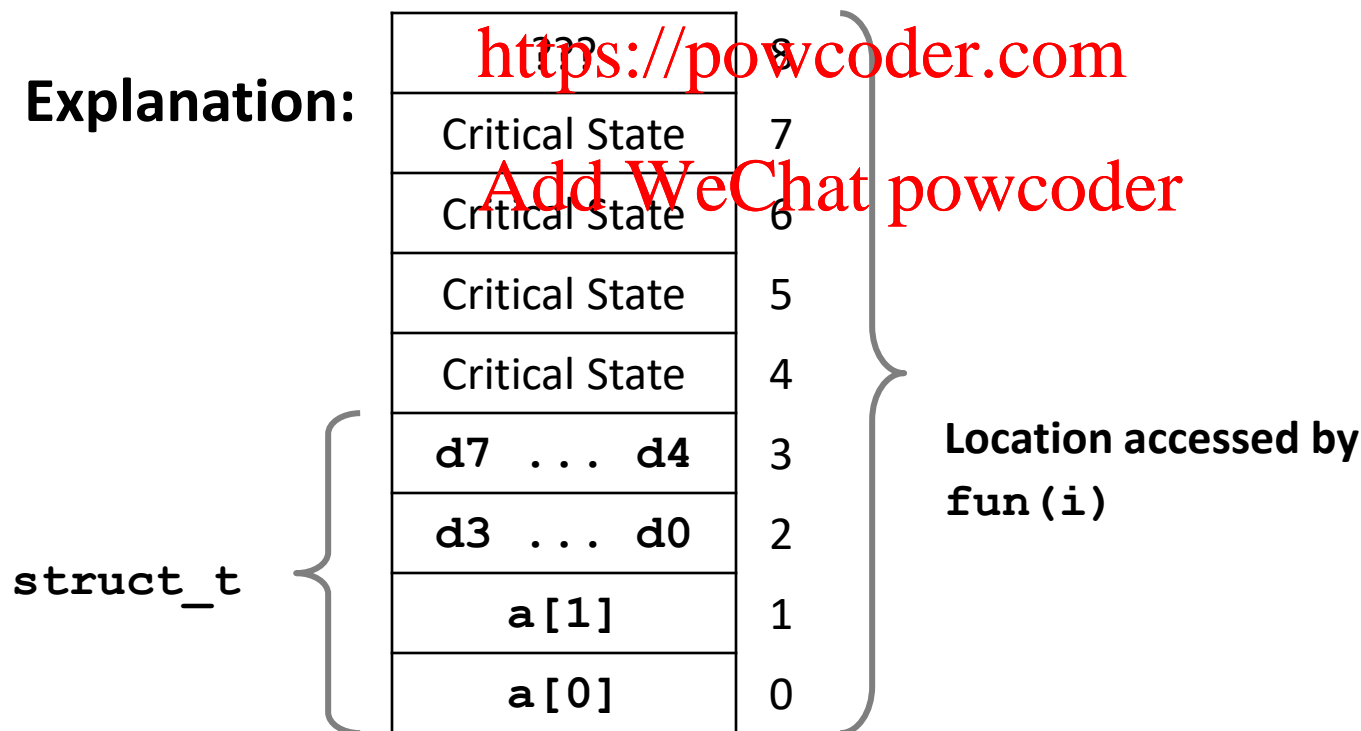 https://powcoder.com
??? 8
Explanation:
Critical State 7
Add WeChat powcoder
Critical State 6
Critical State 5
Critical State 4
d7 ... d4 3
Location accessed by
fun(i)
d3 ... d0 2
struct_t
a[1] 1
a[0] 0